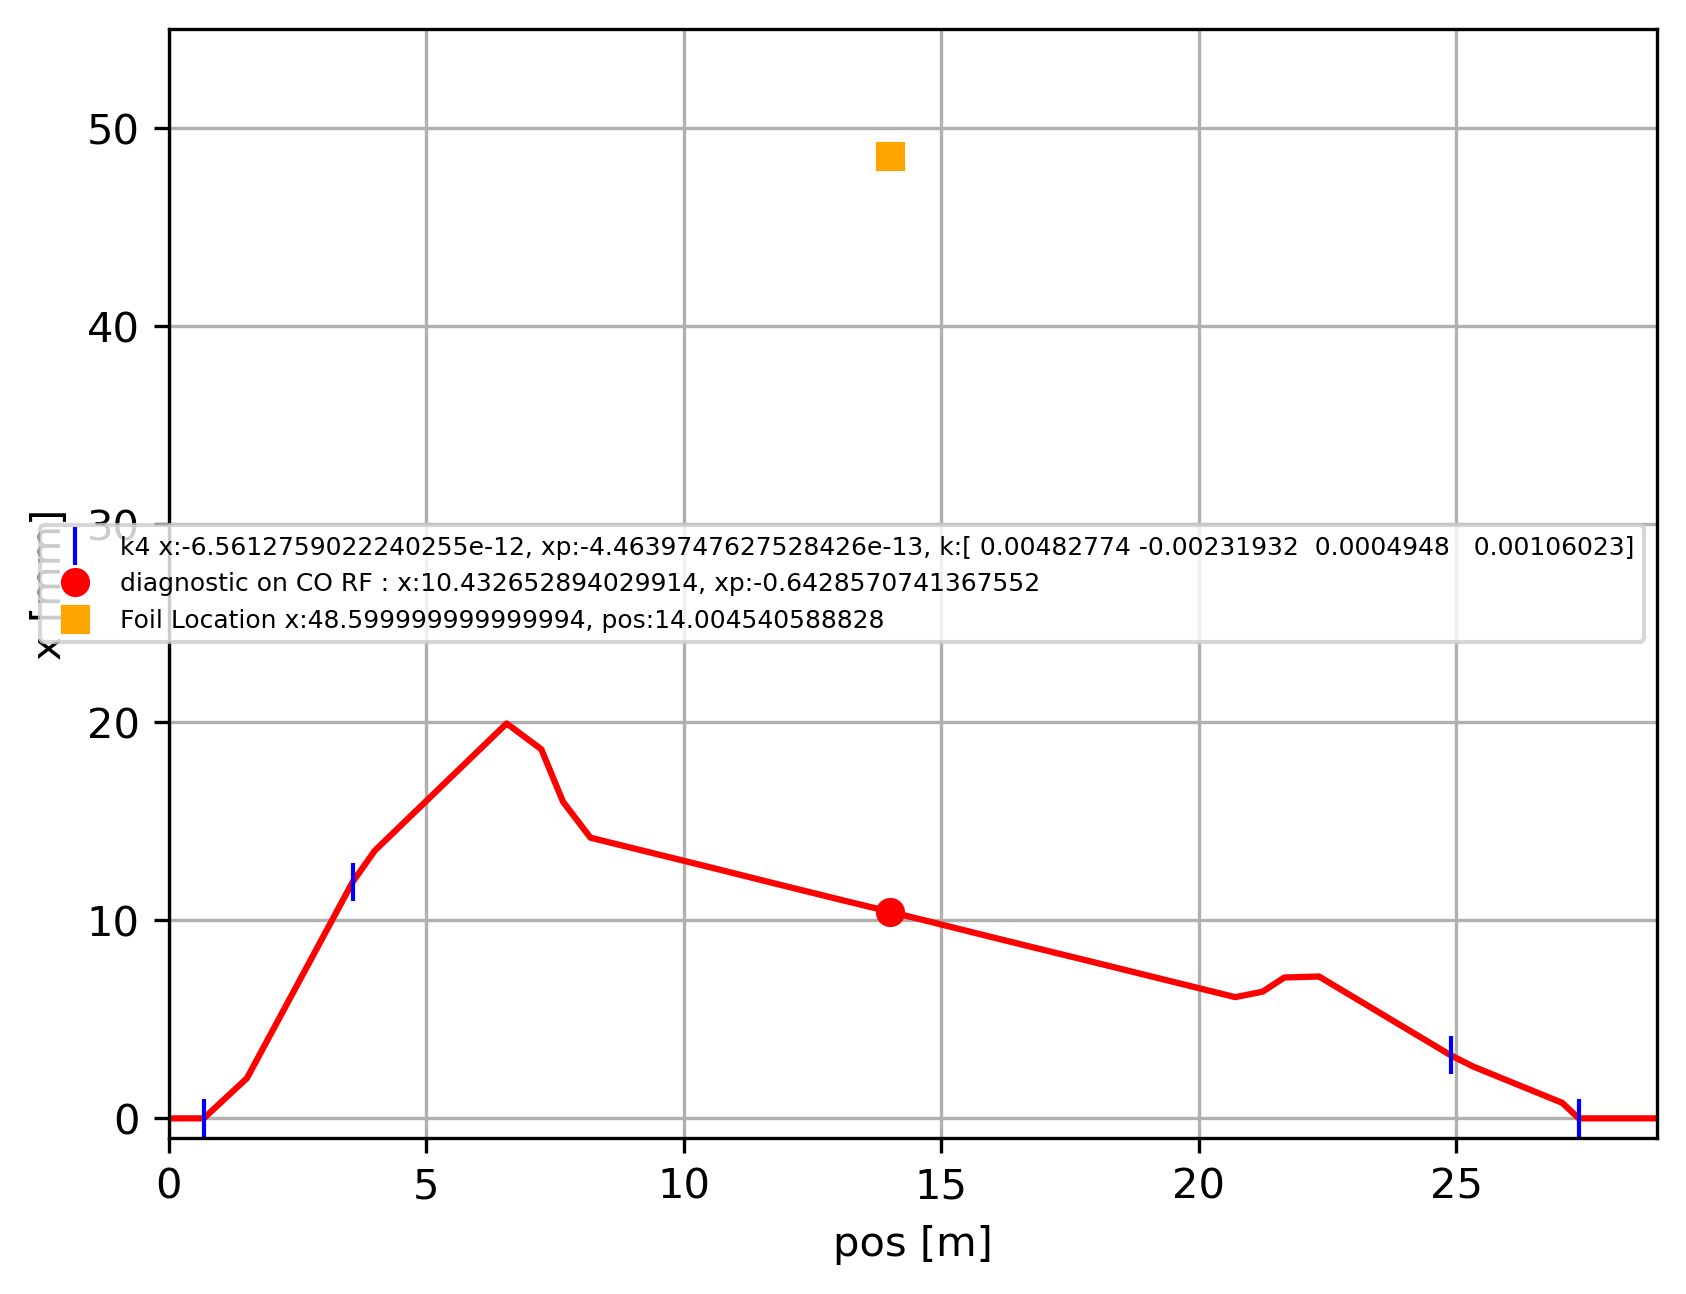 50
40
30
x [mm]
k4 x:-6.5612759022240255e-12, xp:-4.4639747627528426e-13, k:[ 0.00482774 -0.00231932  0.0004948   0.00106023]
diagnostic on CO RF : x:10.432652894029914, xp:-0.6428570741367552
Foil Location x:48.599999999999994, pos:14.004540588828
20
10
0
0 5 10 15 20 25
pos [m]